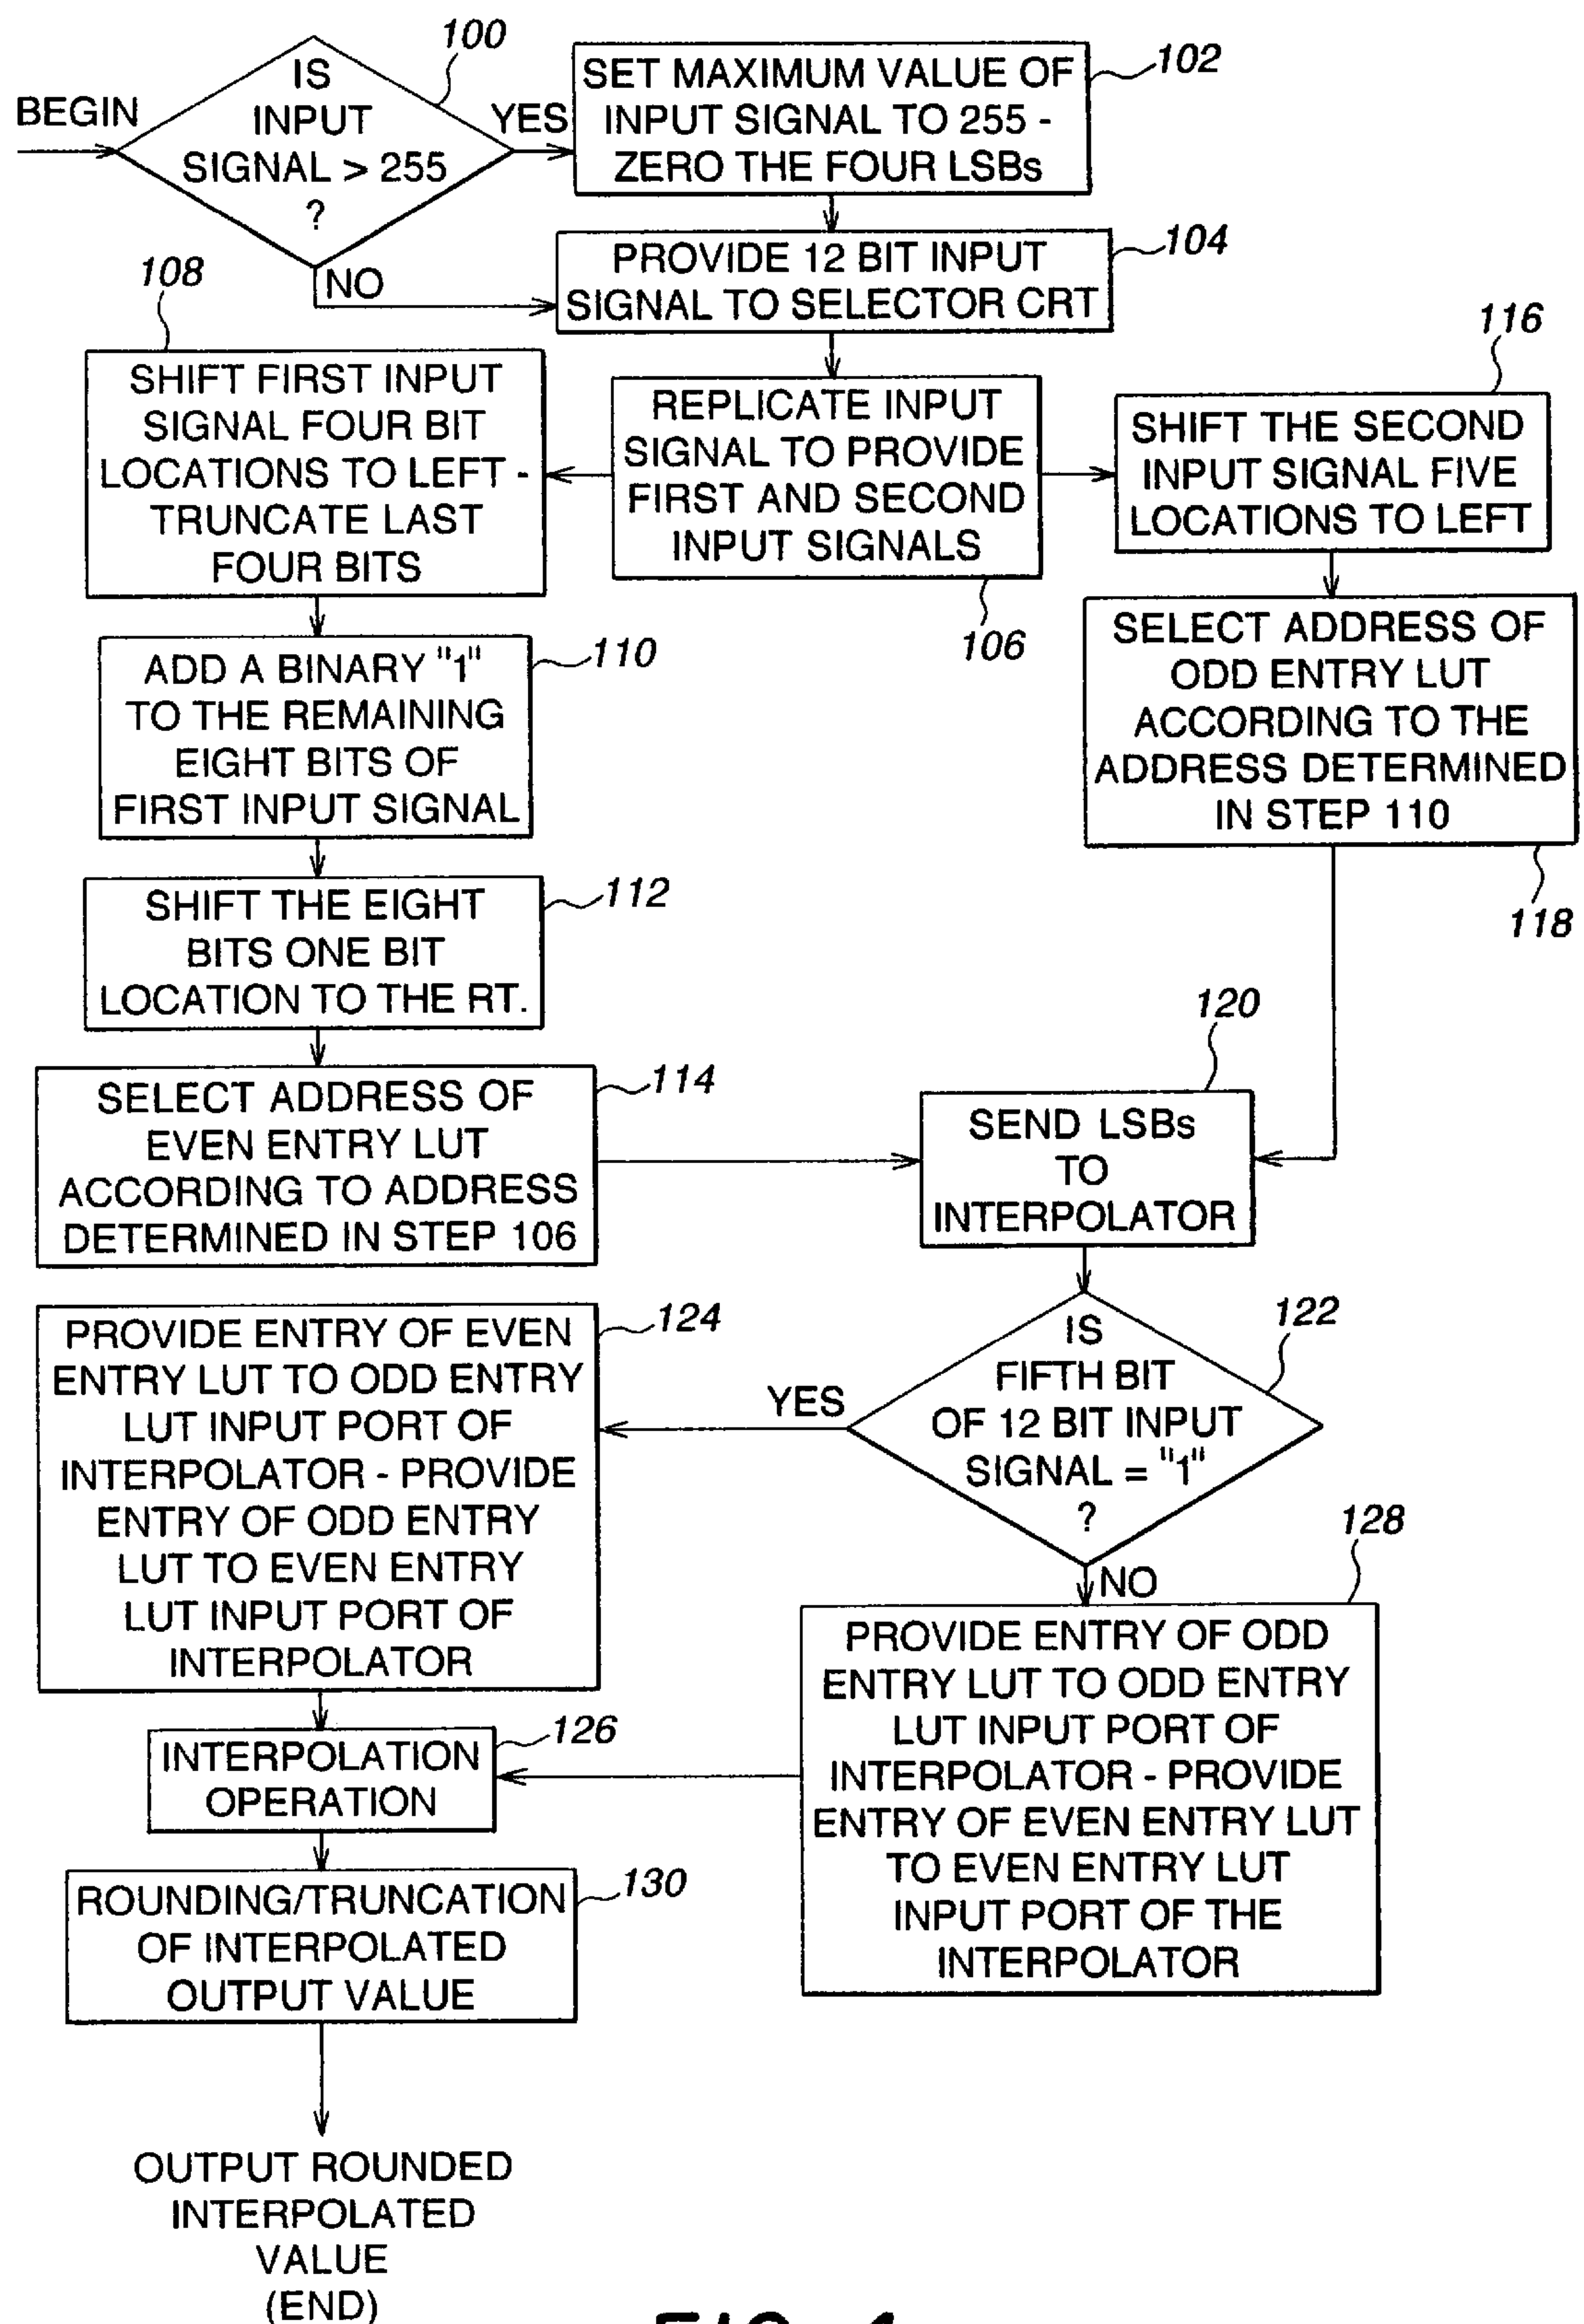 BEGIN
100
IS
INPUT
SIGNAL > 255
?
YES
NO
102
SET MAXIMUM VALUE OF
INPUT SIGNAL TO 255 -
ZERO THE FOUR LSBs
104
PROVIDE 12 BIT INPUT
SIGNAL TO SELECTOR CRT
REPLICATE INPUT
SIGNAL TO PROVIDE
FIRST AND SECOND
INPUT SIGNALS
106
108
SHIFT FIRST INPUT
SIGNAL FOUR BIT
LOCATIONS TO LEFT -
TRUNCATE LAST
FOUR BITS
110
ADD A BINARY "1"
TO THE REMAINING
EIGHT BITS OF
FIRST INPUT SIGNAL
112
SHIFT THE EIGHT
BITS ONE BIT
LOCATION TO THE RT.
114
SELECT ADDRESS OF
EVEN ENTRY LUT
ACCORDING TO ADDRESS
DETERMINED IN STEP 106
116
SHIFT THE SECOND
INPUT SIGNAL FIVE
LOCATIONS TO LEFT
SELECT ADDRESS OF
ODD ENTRY LUT
ACCORDING TO THE
ADDRESS DETERMINED
IN STEP 110
118
120
SEND LSBs
TO
INTERPOLATOR
122
IS
FIFTH BIT
OF 12 BIT INPUT
SIGNAL = "1"
?
YES
NO
124
PROVIDE ENTRY OF EVEN
ENTRY LUT TO ODD ENTRY
LUT INPUT PORT OF
INTERPOLATOR - PROVIDE
ENTRY OF ODD ENTRY
LUT TO EVEN ENTRY
LUT INPUT PORT OF
INTERPOLATOR
128
PROVIDE ENTRY OF ODD
ENTRY LUT TO ODD ENTRY
LUT INPUT PORT OF
INTERPOLATOR - PROVIDE
ENTRY OF EVEN ENTRY LUT
TO EVEN ENTRY LUT
INPUT PORT OF THE
INTERPOLATOR
126
INTERPOLATION
OPERATION
130
ROUNDING/TRUNCATION
OF INTERPOLATED
OUTPUT VALUE
OUTPUT ROUNDED
INTERPOLATED
VALUE
(END)